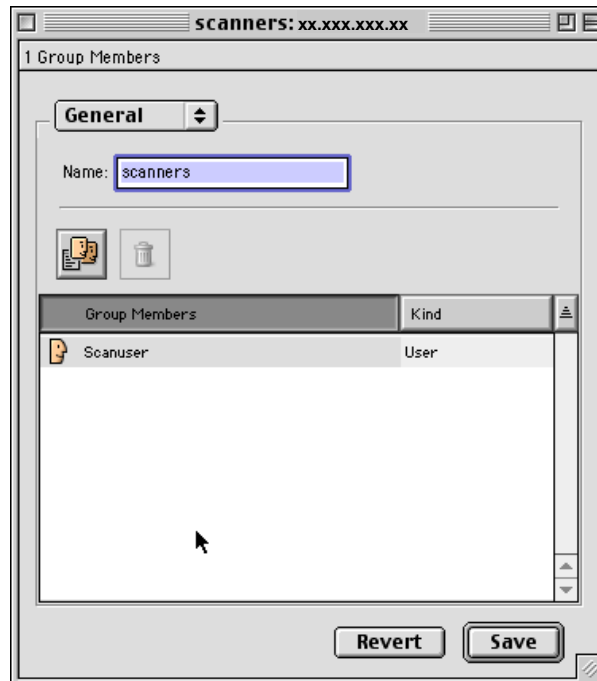 scanners: xx.xxx.xxx.xx
1 Group Members
General
Name: scanners
Group Members Kind
Scanuser User
Revert Save